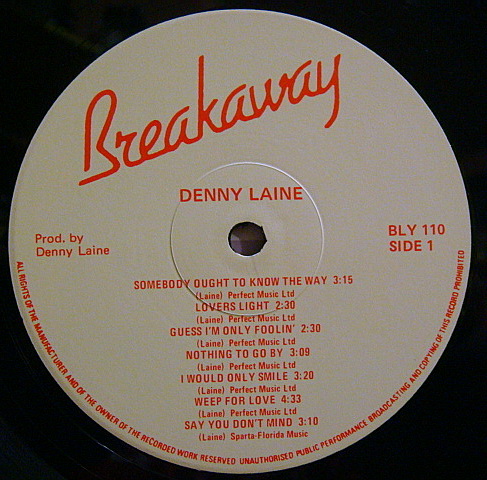 Breakaway
DENNY LAINE
Prod. by
Denny Laine
BLY 110
SIDE 1
SOMEBODY OUGHT TO KNOW THE WAY 3:15
(Laine) Perfect Music Ltd
LOVERS LIGHT 2:30
(Laine) Perfect Music Ltd
GUESS I'M ONLY FOOLIN' 2:30
(Laine) Perfect Music Ltd
NOTHING TO GO BY 3:09
(Laine) Perfect Music Ltd
I WOULD ONLY SMILE 3:20
(Laine) Perfect Music Ltd
WEEP FOR LOVE 4:33
(Laine) Perfect Music Ltd
SAY YOU DON'T MIND 3:10
(Laine) Sparta-Florida Music
ALL RIGHTS OF THE MANUFACTURER AND OF THE OWNER OF THE RECORDED WORK RESERVED UNAUTHORISED PUBLIC PERFORMANCE BROADCASTING AND COPYING OF THIS RECORD PROHIBITED